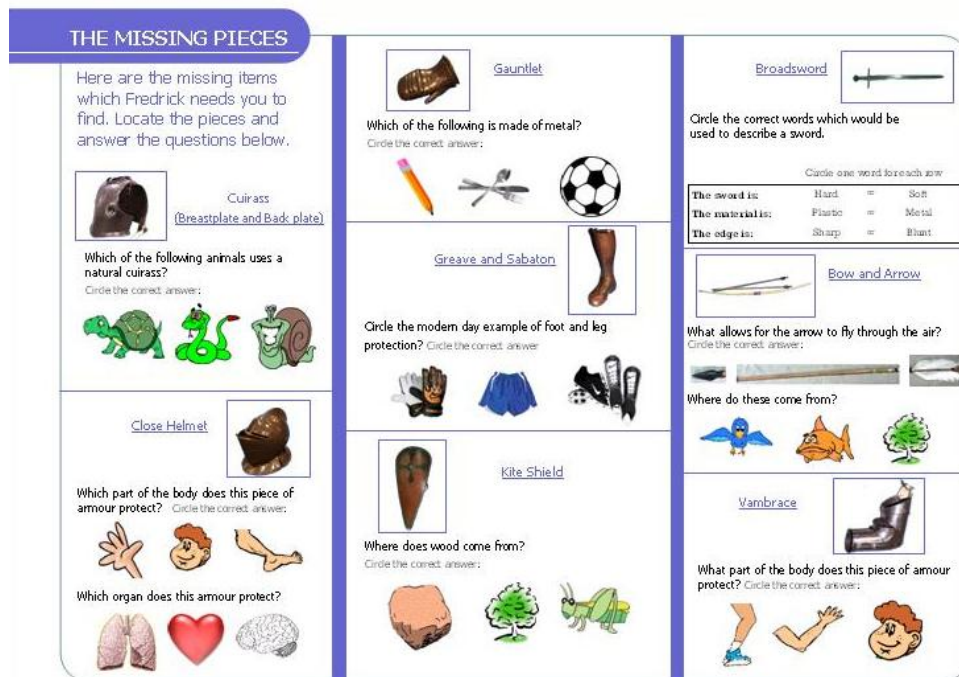 THE MISSING PIECES
Here are the missing items
which Fredrick needs you to
find. Locate the pieces and
answer the questions below.
Cuirass
(Breastplate and Back plate)
Which of the following animals uses a
natural cuirass?
Circle the correct answer:
Close Helmet
Which part of the body does this piece of
armour protect? Circle the correct answer:
Which organ does this armour protect?
Gauntlet
Which of the following is made of metal?
Circle the correct answer:
Greave and Sabaton
Circle the modern day example of foot and leg
protection? Circle the correct answer
Kite Shield
Where does wood come from?
Circle the correct answer:
Broadsword
Circle the correct words which would be
used to describe a sword.
Circle one word for each row
The sword is: Hard = Soft
The material is: Plastic = Metal
The edge is: Sharp = Blunt
Bow and Arrow
What allows for the arrow to fly through the air?
Circle the correct answer:
Where do these come from?
Vambrace
What part of the body does this piece of armour
protect? Circle the correct answer: